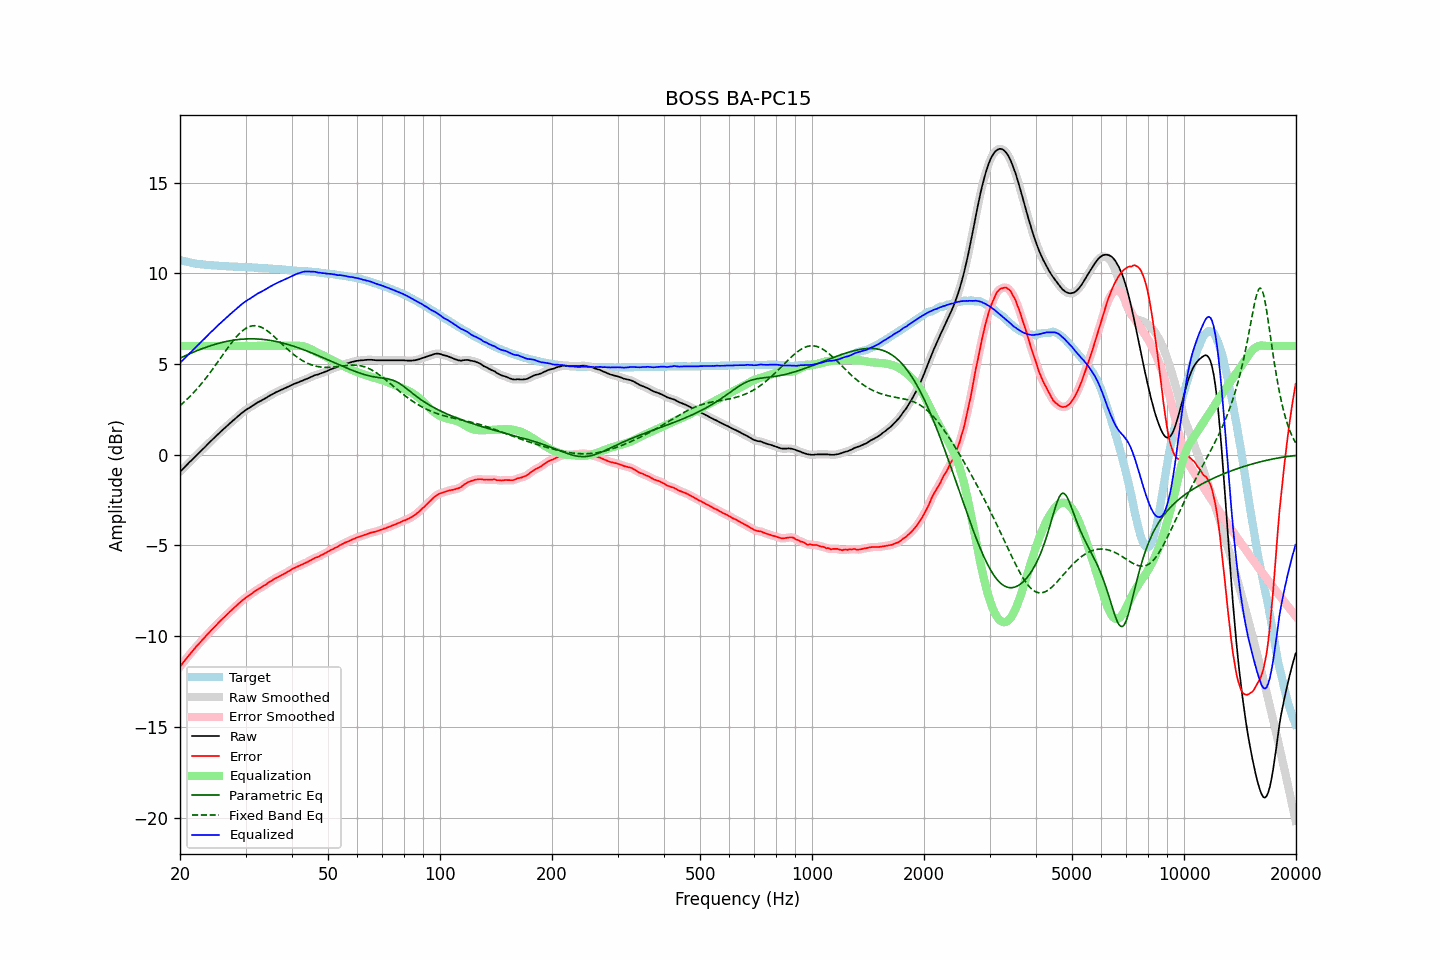 BOSS BA-PC15
Amplitude (dBr)
15
10
5
0
−5
−10
−15
−20
Target
Raw Smoothed
Error Smoothed
Raw
Error
Equalization
Parametric Eq
Fixed Band Eq
Equalized
20 50 100 200 500 1000 2000 5000 10000 20000
Frequency (Hz)